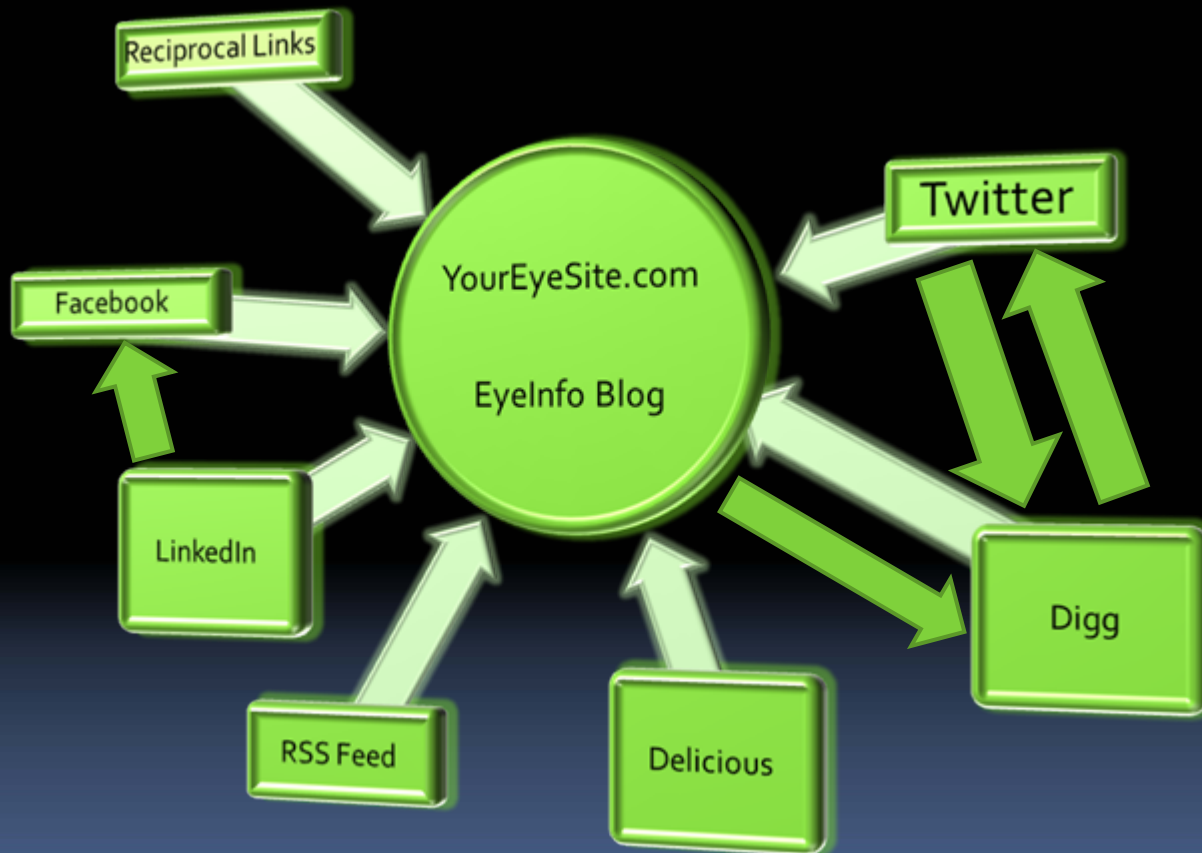 Reciprocal Links
Twitter
YourEyeSite.com
Facebook
EyeInfo Blog
LinkedIn
Digg
RSS Feed
Delicious